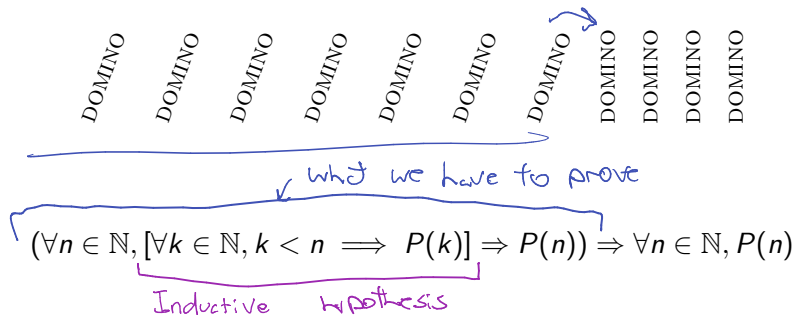 DOMINO DOMINO DOMINO DOMINO DOMINO DOMINO DOMINO DOMINO DOMINO DOMINO DOMINO
what we have to prove
(∀n ∈ ℕ, [∀k ∈ ℕ, k < n ⟹ P(k)] ⇒ P(n)) ⇒ ∀n ∈ ℕ, P(n)
Inductive hypothesis